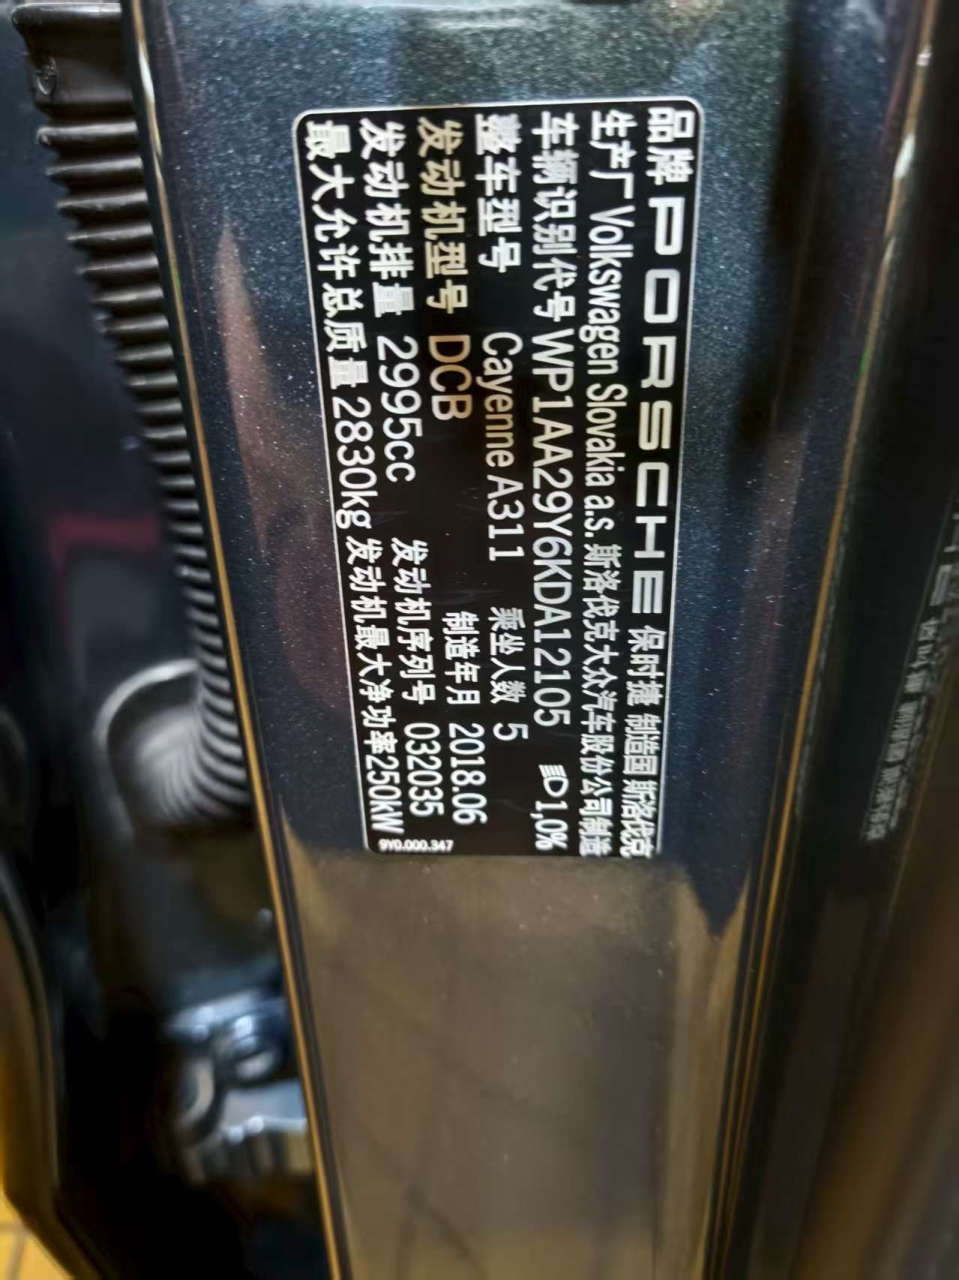 品牌 PORSCHE 保时捷 制造国 斯洛伐克
生产厂 Volkswagen Slovakia a.s. 斯洛伐克大众汽车股份公司制造
车辆识别代号 WP1AA29Y6KDA12105 1,0%
整车型号 Cayenne A311 乘坐人数 5
发动机型号 DCB 制造年月 2018.06
发动机排量 2995cc 发动机序列号 032035
最大允许总质量 2830kg 发动机最大净功率250kW
9Y0.000.347